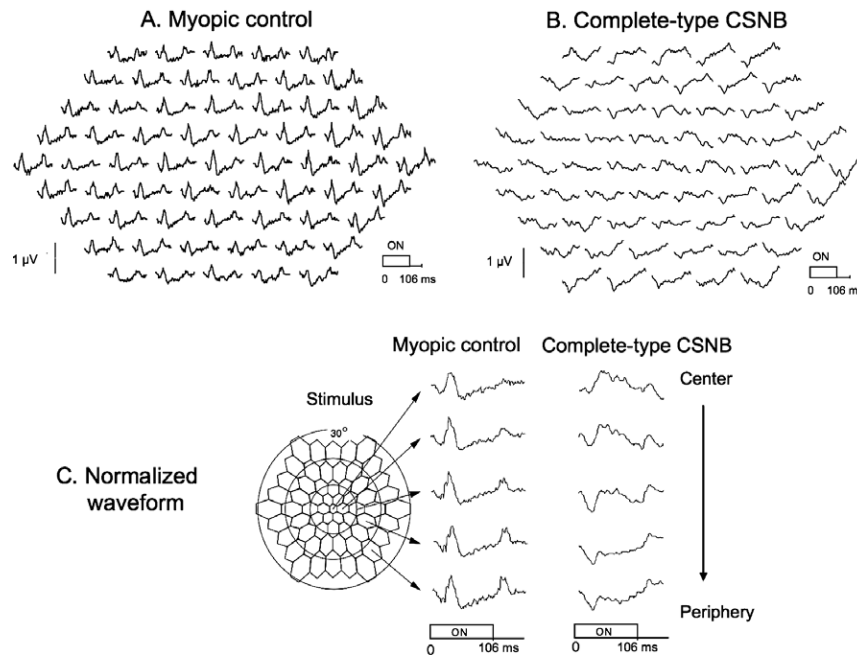 A. Myopic control
B. Complete-type CSNB
1 µV
ON
0 106 ms
1 µV
ON
0 106 ms
Myopic control
Complete-type CSNB
Stimulus
Center
30°
C. Normalized
waveform
Periphery
ON
0 106 ms
ON
0 106 ms